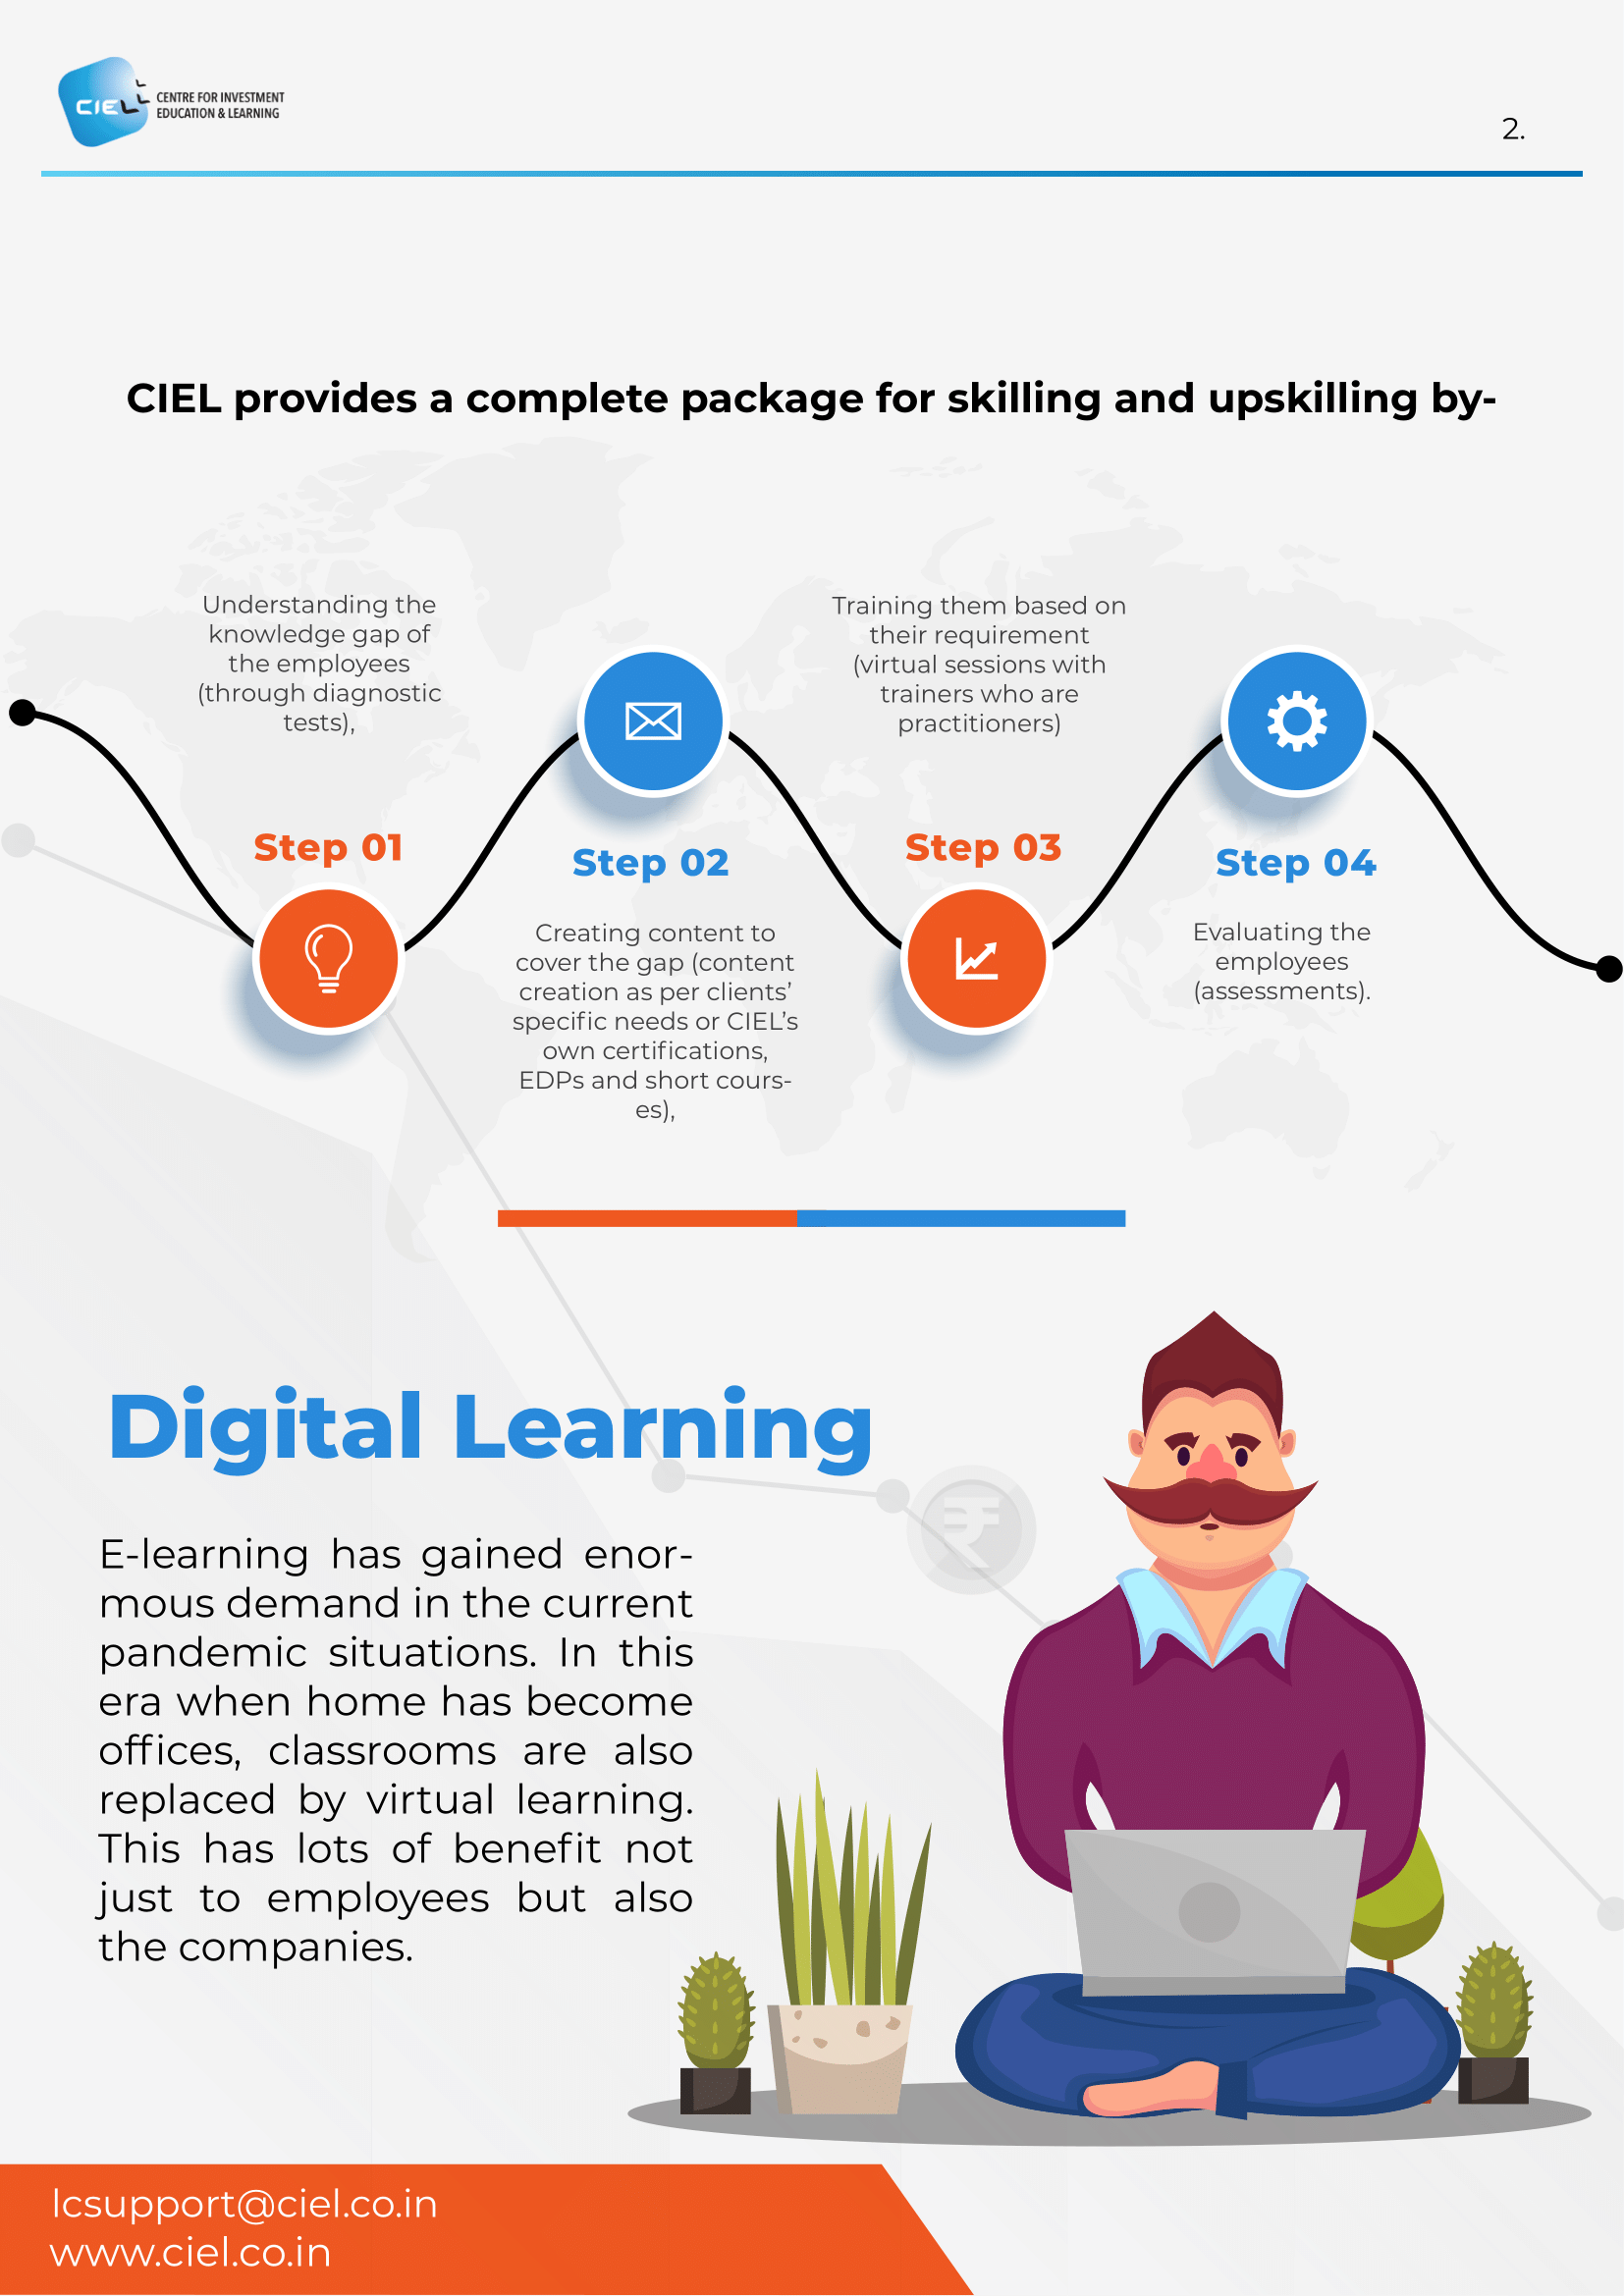 CIEL
CENTRE FOR INVESTMENT
EDUCATION & LEARNING
2.
CIEL provides a complete package for skilling and upskilling by-
Understanding the
knowledge gap of
the employees
(through diagnostic
tests),
Step 01
Step 02
Creating content to
cover the gap (content
creation as per clients’
specific needs or CIEL’s
own certifications,
EDPs and short cours-
es),
Training them based on
their requirement
(virtual sessions with
trainers who are
practitioners)
Step 03
Step 04
Evaluating the
employees
(assessments).
Digital Learning
E-learning has gained enor-
mous demand in the current
pandemic situations. In this
era when home has become
offices, classrooms are also
replaced by virtual learning.
This has lots of benefit not
just to employees but also
the companies.
₹
lcsupport@ciel.co.in
www.ciel.co.in